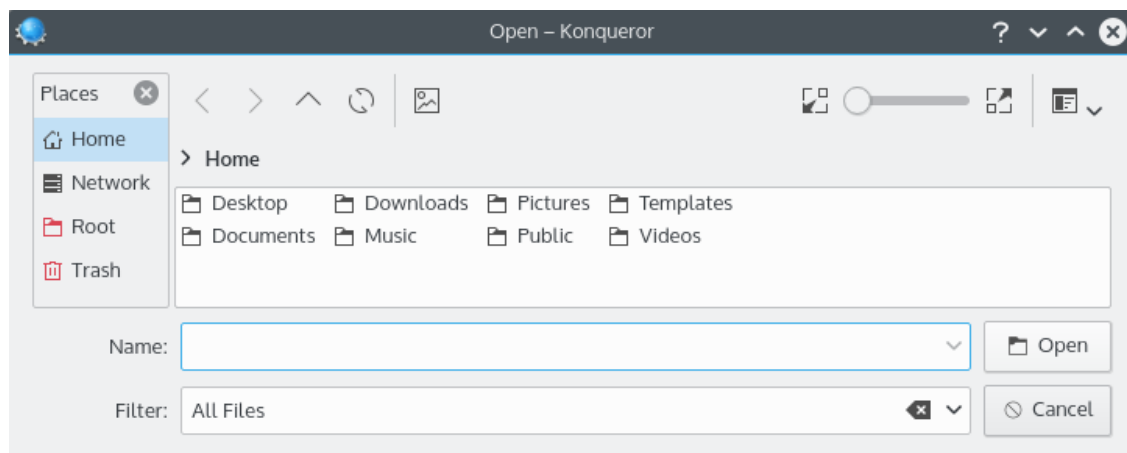 Open – Konqueror
Places
Home
Network
Root
Trash
Home
Desktop Downloads Pictures Templates
Documents Music Public Videos
Name:
Open
Filter: All Files
Cancel